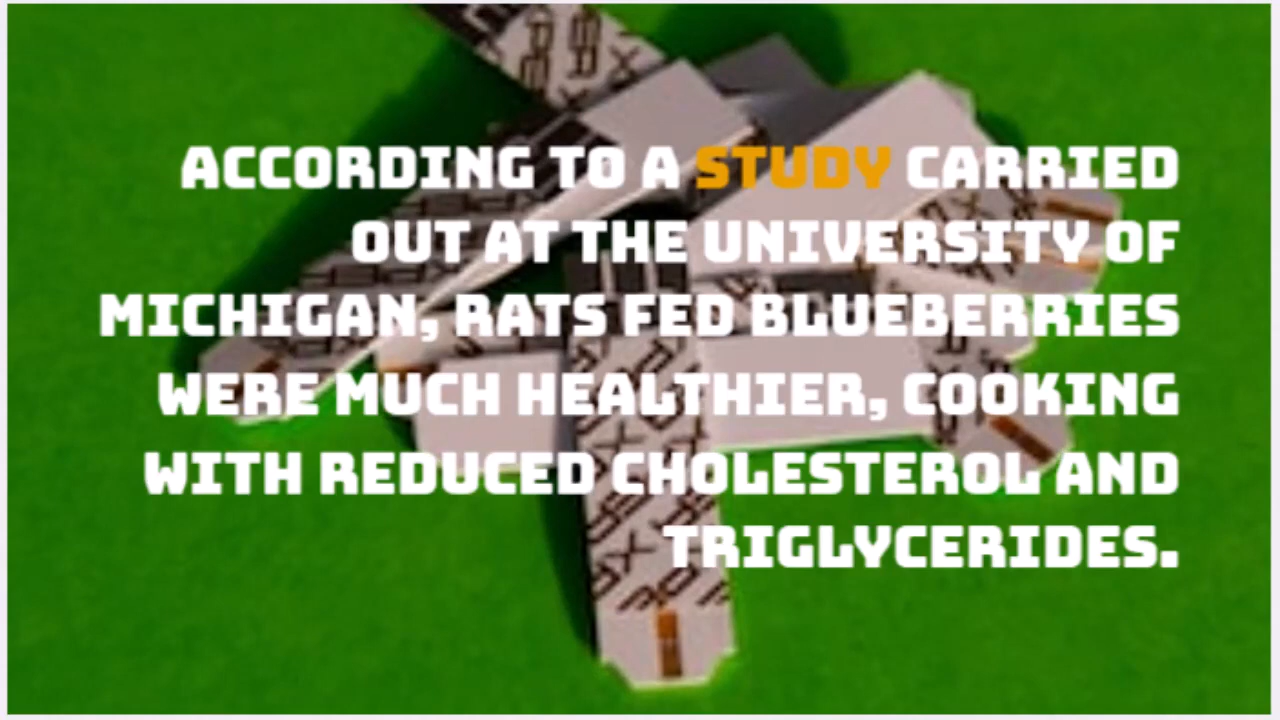 ACCORDING TO A STUDY CARRIED
OUT AT THE UNIVERSITY OF
MICHIGAN, RATS FED BLUEBERRIES
WERE MUCH HEALTHIER, COOKING
WITH REDUCED CHOLESTEROL AND
TRIGLYCERIDES.